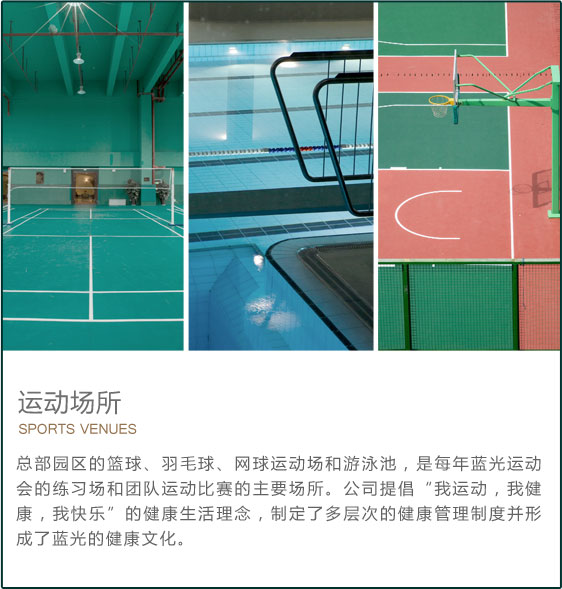 运动场所
SPORTS VENUES
总部园区的篮球、羽毛球、网球运动场和游泳池，是每年蓝光运动
会的练习场和团队运动比赛的主要场所。公司提倡“我运动，我健
康，我快乐”的健康生活理念，制定了多层次的健康管理制度并形
成了蓝光的健康文化。